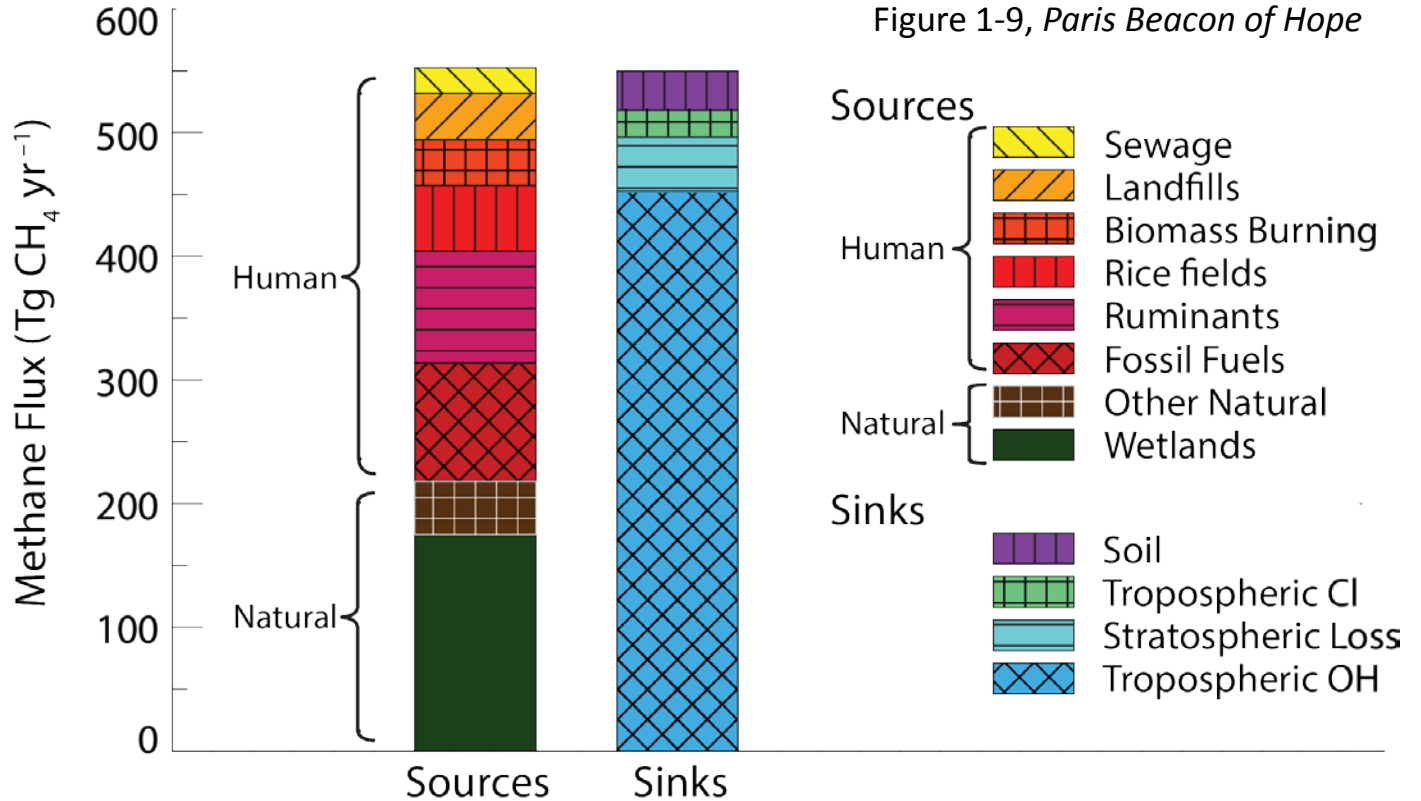 Figure 1-9, Paris Beacon of Hope
Methane Flux (Tg CH₄ yr⁻¹)
600
500
400
300
200
100
0
Human
Natural
Sources
Sinks
Sources
Human
Sewage
Landfills
Biomass Burning
Rice fields
Ruminants
Fossil Fuels
Natural
Other Natural
Wetlands
Sinks
Soil
Tropospheric Cl
Stratospheric Loss
Tropospheric OH